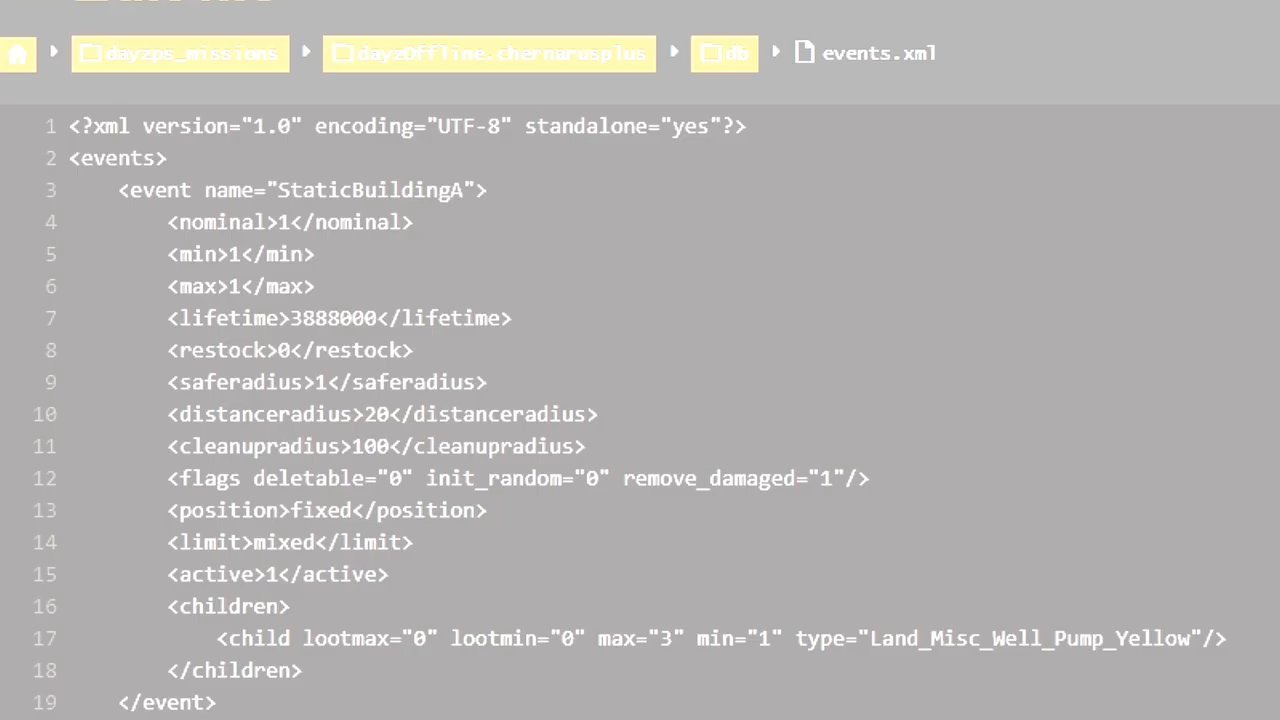 dayzps_missions dayzOffline.chernarusplus db events.xml
1 <?xml version="1.0" encoding="UTF-8" standalone="yes"?>
2 <events>
3 <event name="StaticBuildingA">
4 <nominal>1</nominal>
5 <min>1</min>
6 <max>1</max>
7 <lifetime>3888000</lifetime>
8 <restock>0</restock>
9 <saferadius>1</saferadius>
10 <distanceradius>20</distanceradius>
11 <cleanupradius>100</cleanupradius>
12 <flags deletable="0" init_random="0" remove_damaged="1"/>
13 <position>fixed</position>
14 <limit>mixed</limit>
15 <active>1</active>
16 <children>
17 <child lootmax="0" lootmin="0" max="3" min="1" type="Land_Misc_Well_Pump_Yellow"/>
18 </children>
19 </event>